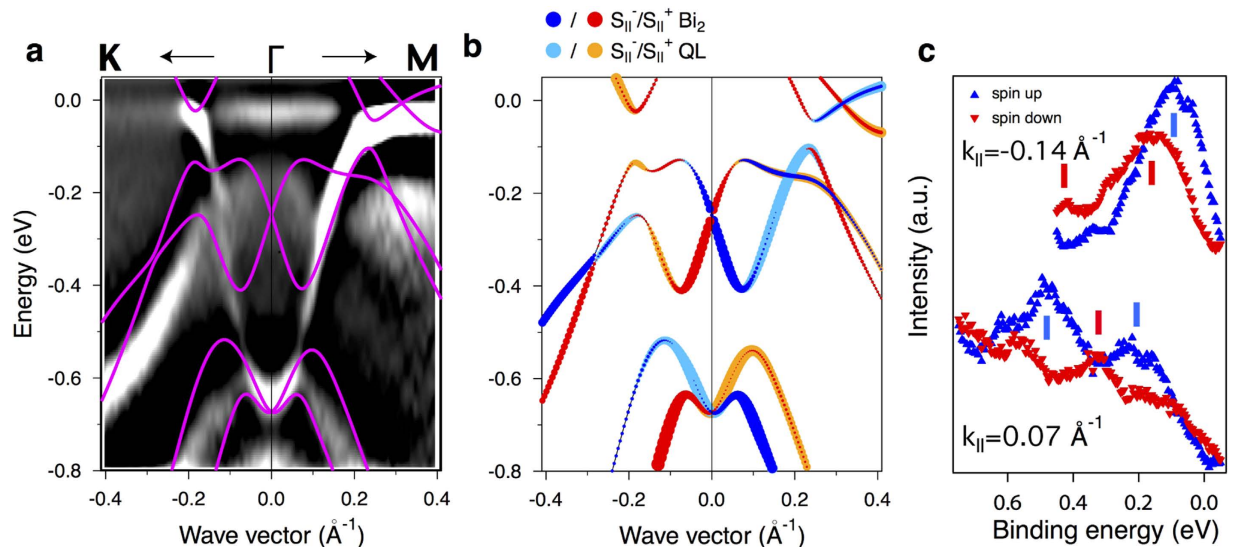 a K ← Γ → M
Energy (eV)
0.0
-0.2
-0.4
-0.6
-0.8
-0.4 -0.2 0.0 0.2 0.4
Wave vector (Å⁻¹)
b
/ S||⁻/S||⁺ Bi₂
/ S||⁻/S||⁺ QL
0.0
-0.2
-0.4
-0.6
-0.8
-0.4 -0.2 0.0 0.2 0.4
Wave vector (Å⁻¹)
c
spin up
spin down
k||=-0.14 Å⁻¹
Intensity (a.u.)
k||=0.07 Å⁻¹
0.6 0.4 0.2 0.0
Binding energy (eV)